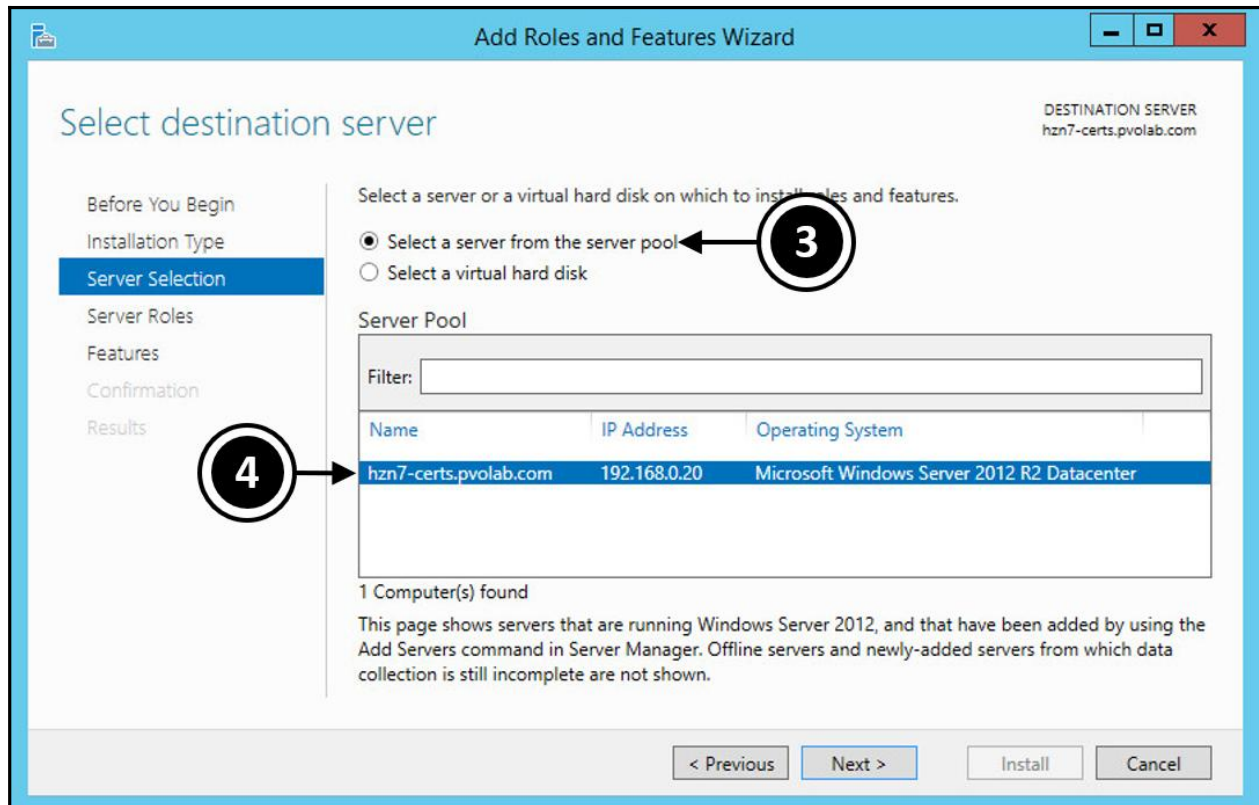 Add Roles and Features Wizard
Select destination server
DESTINATION SERVER
hzn7-certs.pvolab.com
Before You Begin
Installation Type
Server Selection
Server Roles
Features
Confirmation
Results
Select a server or a virtual hard disk on which to install roles and features.
Select a server from the server pool
3
Select a virtual hard disk
Server Pool
Filter:
Name IP Address Operating System
4
hzn7-certs.pvolab.com 192.168.0.20 Microsoft Windows Server 2012 R2 Datacenter
1 Computer(s) found
This page shows servers that are running Windows Server 2012, and that have been added by using the
Add Servers command in Server Manager. Offline servers and newly-added servers from which data
collection is still incomplete are not shown.
< Previous Next > Install Cancel